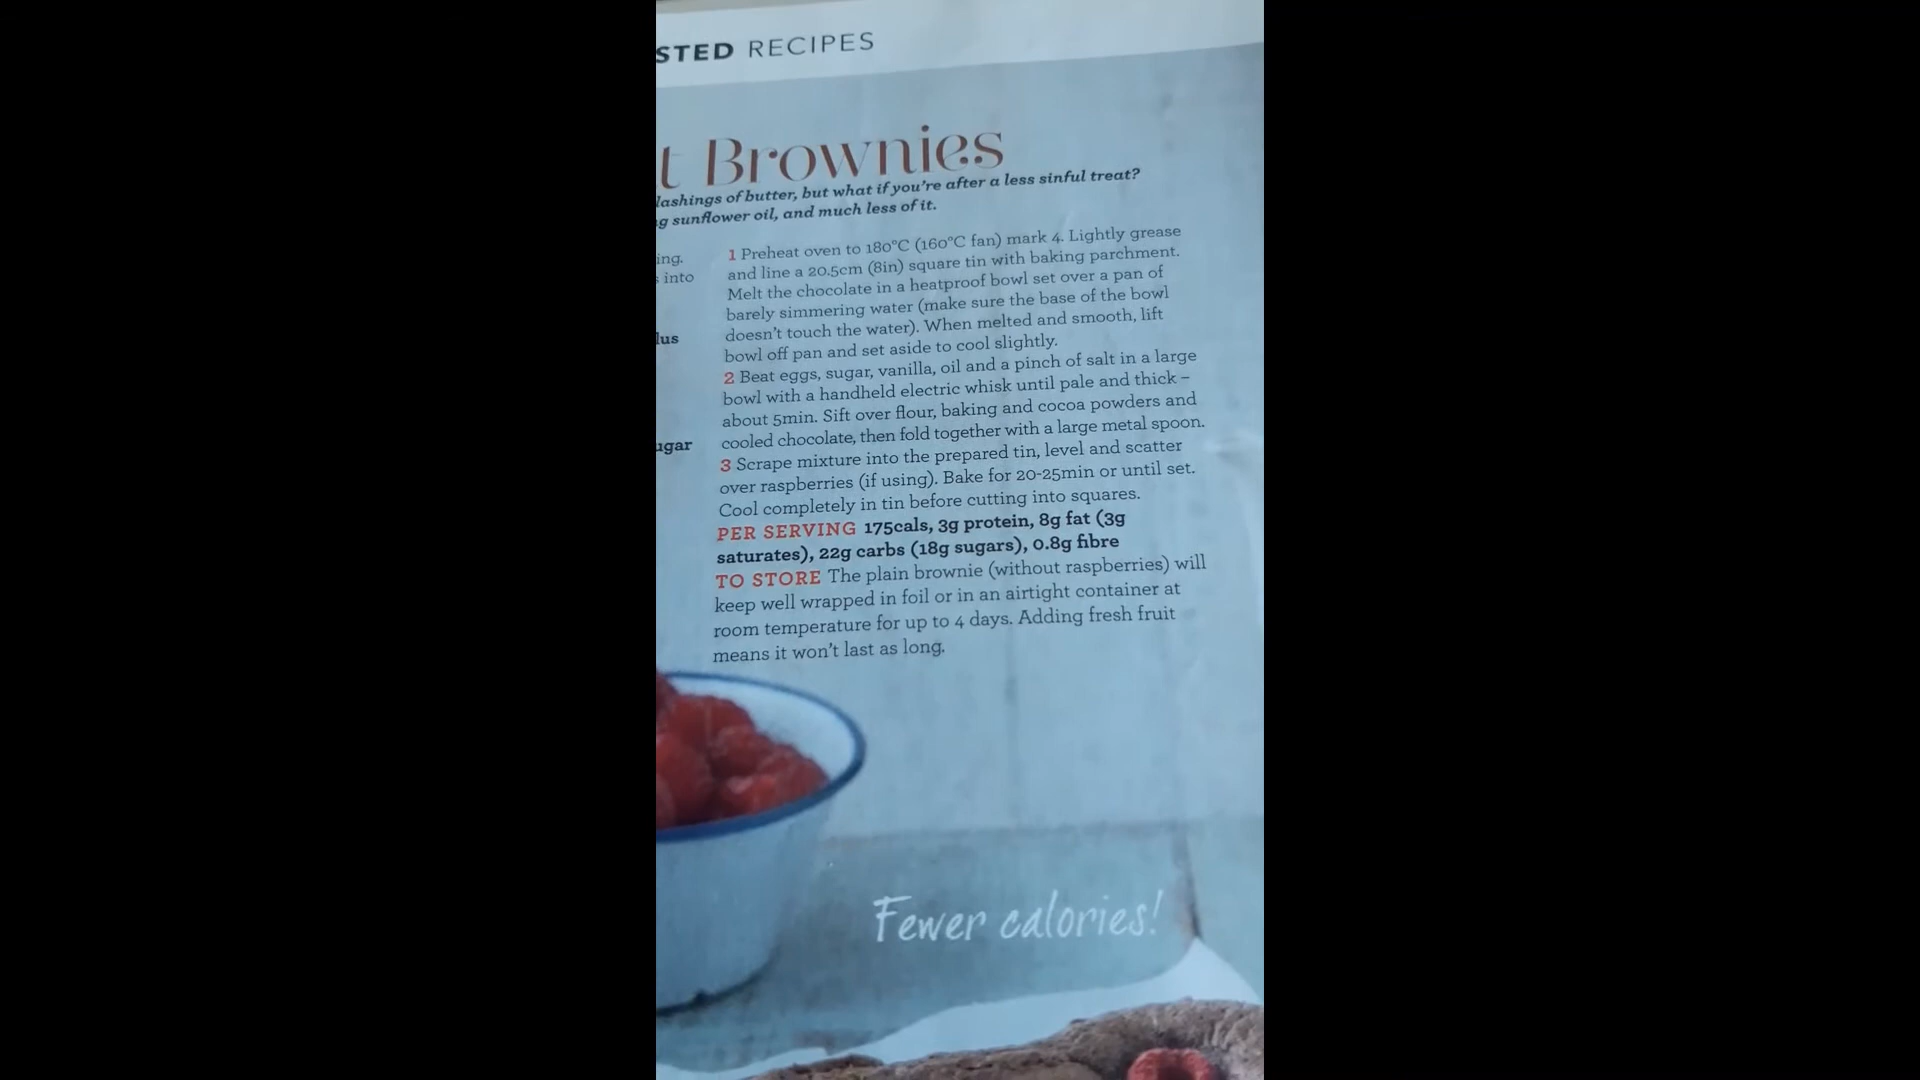 STED RECIPES
t Brownies
lashings of butter, but what if you're after a less sinful treat?
g sunflower oil, and much less of it.
ing.
s into
lus
ugar
1 Preheat oven to 180°C (160°C fan) mark 4. Lightly grease
and line a 20.5cm (8in) square tin with baking parchment.
Melt the chocolate in a heatproof bowl set over a pan of
barely simmering water (make sure the base of the bowl
doesn't touch the water). When melted and smooth, lift
bowl off pan and set aside to cool slightly.
2 Beat eggs, sugar, vanilla, oil and a pinch of salt in a large
bowl with a handheld electric whisk until pale and thick –
about 5min. Sift over flour, baking and cocoa powders and
cooled chocolate, then fold together with a large metal spoon.
3 Scrape mixture into the prepared tin, level and scatter
over raspberries (if using). Bake for 20-25min or until set.
Cool completely in tin before cutting into squares.
PER SERVING 175cals, 3g protein, 8g fat (3g
saturates), 22g carbs (18g sugars), 0.8g fibre
TO STORE The plain brownie (without raspberries) will
keep well wrapped in foil or in an airtight container at
room temperature for up to 4 days. Adding fresh fruit
means it won't last as long.
Fewer calories!